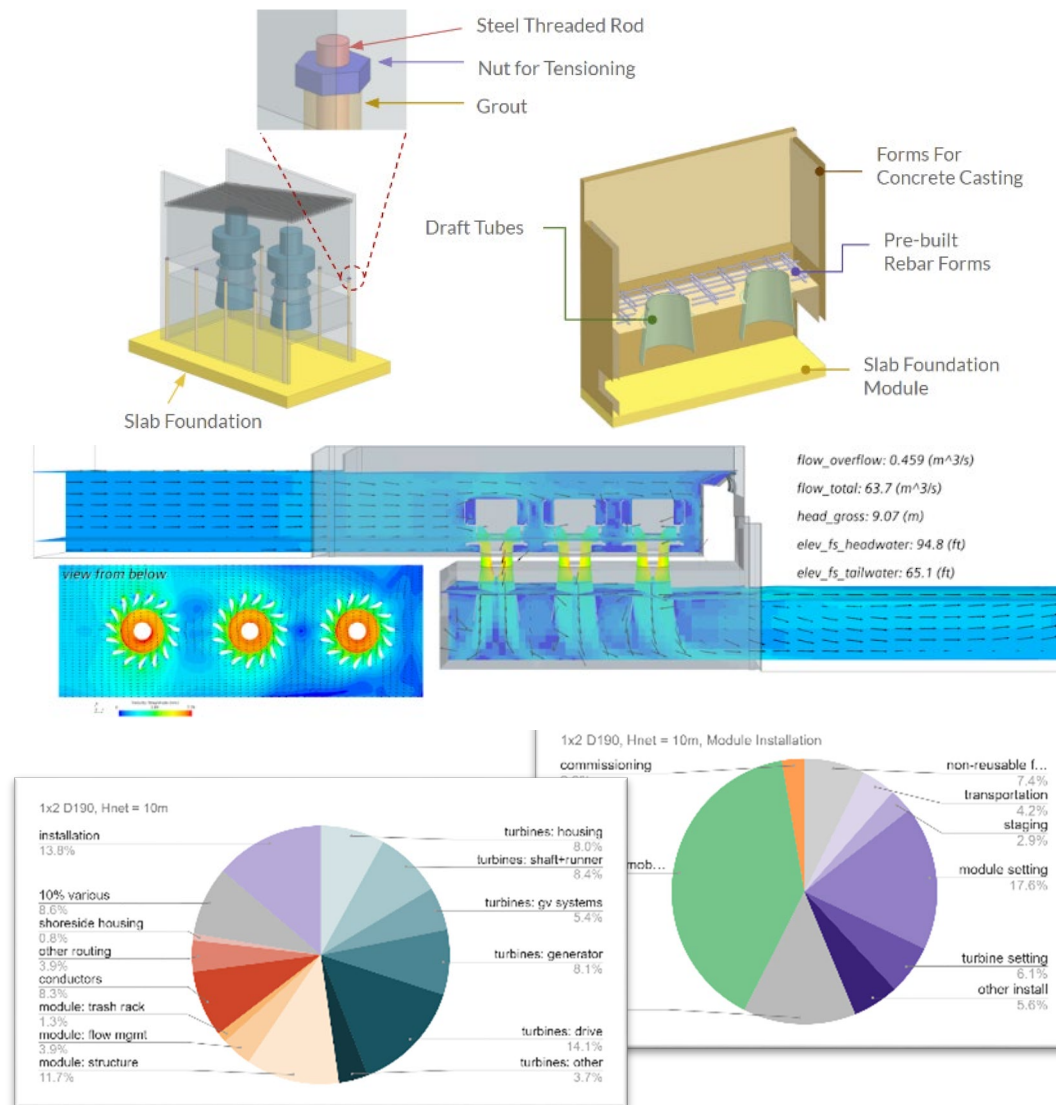 Steel Threaded Rod
Nut for Tensioning
Grout
Forms For
Concrete Casting
Draft Tubes
Pre-built
Rebar Forms
Slab Foundation
Module
Slab Foundation
flow_overflow: 0.459 (m^3/s)
flow_total: 63.7 (m^3/s)
head_gross: 9.07 (m)
elev_fs_headwater: 94.8 (ft)
elev_fs_tailwater: 65.1 (ft)
view from below
1x2 D190, Hnet = 10m, Module Installation
commissioning
non-reusable f...
7.4%
transportation
4.2%
staging
2.9%
mob...
module setting
17.6%
turbine setting
6.1%
other install
5.6%
1x2 D190, Hnet = 10m
installation
13.8%
10% various
8.6%
shoreside housing
0.8%
other routing
3.9%
conductors
8.3%
module: trash rack
1.3%
module: flow mgmt
3.9%
module: structure
11.7%
turbines: housing
8.0%
turbines: shaft+runner
8.4%
turbines: gv systems
5.4%
turbines: generator
8.1%
turbines: drive
14.1%
turbines: other
3.7%